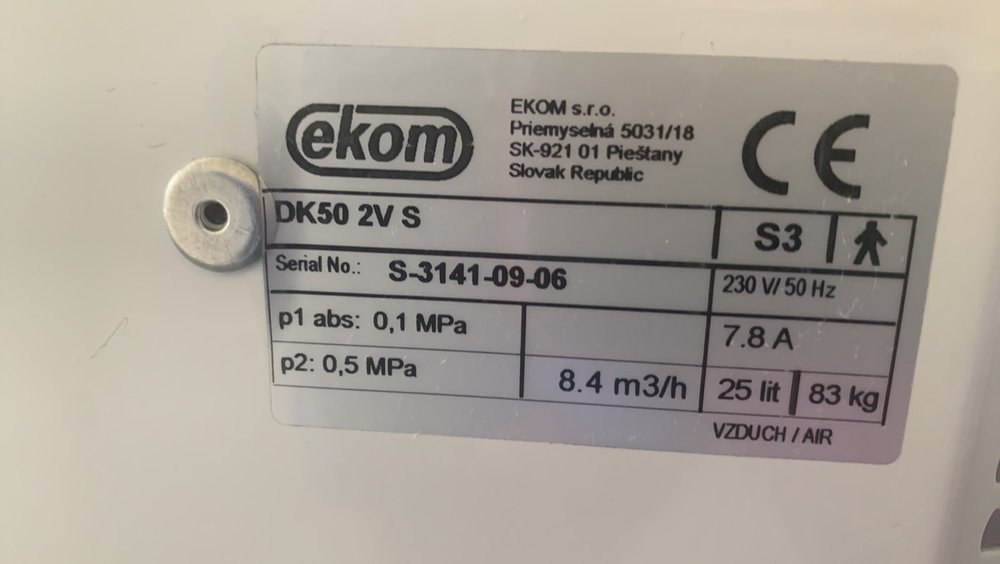 ekom
EKOM s.r.o.
Priemyselná 5031/18
SK-921 01 Pieštany
Slovak Republic
CE
DK50 2V S
S3
Serial No.: S-3141-09-06
230 V/ 50 Hz
p1 abs: 0,1 MPa
7.8 A
p2: 0,5 MPa
8.4 m3/h
25 lit
83 kg
VZDUCH / AIR